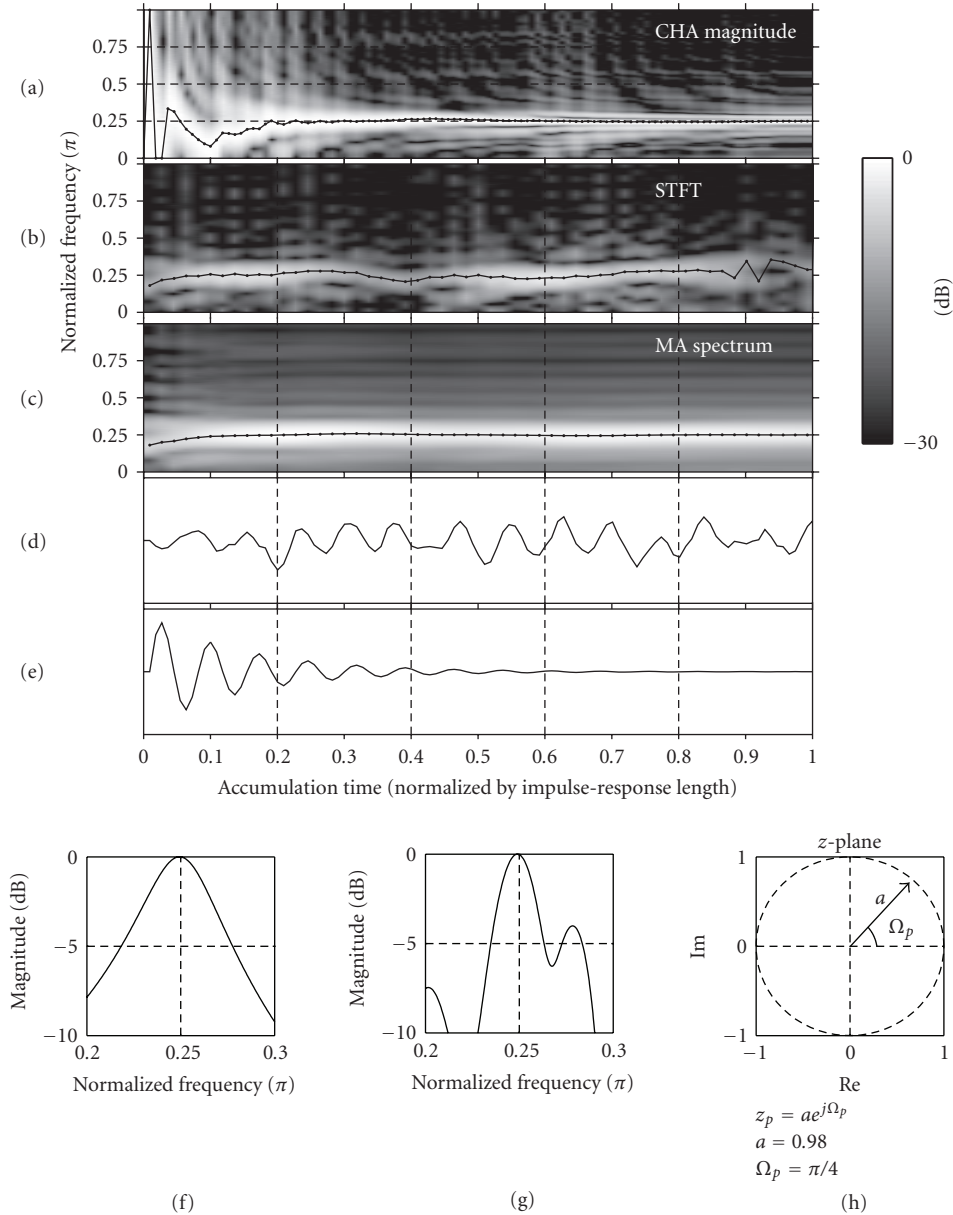 CHA magnitude
0.75
0.5
0.25
0
(a)
STFT
0.75
0.5
0.25
0
(b)
Normalized frequency (π)
MA spectrum
0.75
0.5
0.25
0
(c)
0
−30
(dB)
(d)
(e)
0 0.1 0.2 0.3 0.4 0.5 0.6 0.7 0.8 0.9 1
Accumulation time (normalized by impulse-response length)
0
−5
−10
Magnitude (dB)
0.2 0.25 0.3
Normalized frequency (π)
(f)
0
−5
−10
Magnitude (dB)
0.2 0.25 0.3
Normalized frequency (π)
(g)
z-plane
1
0
−1
Im
a
Ωp
−1 0 1
Re
zp = ae^jΩp
a = 0.98
Ωp = π/4
(h)